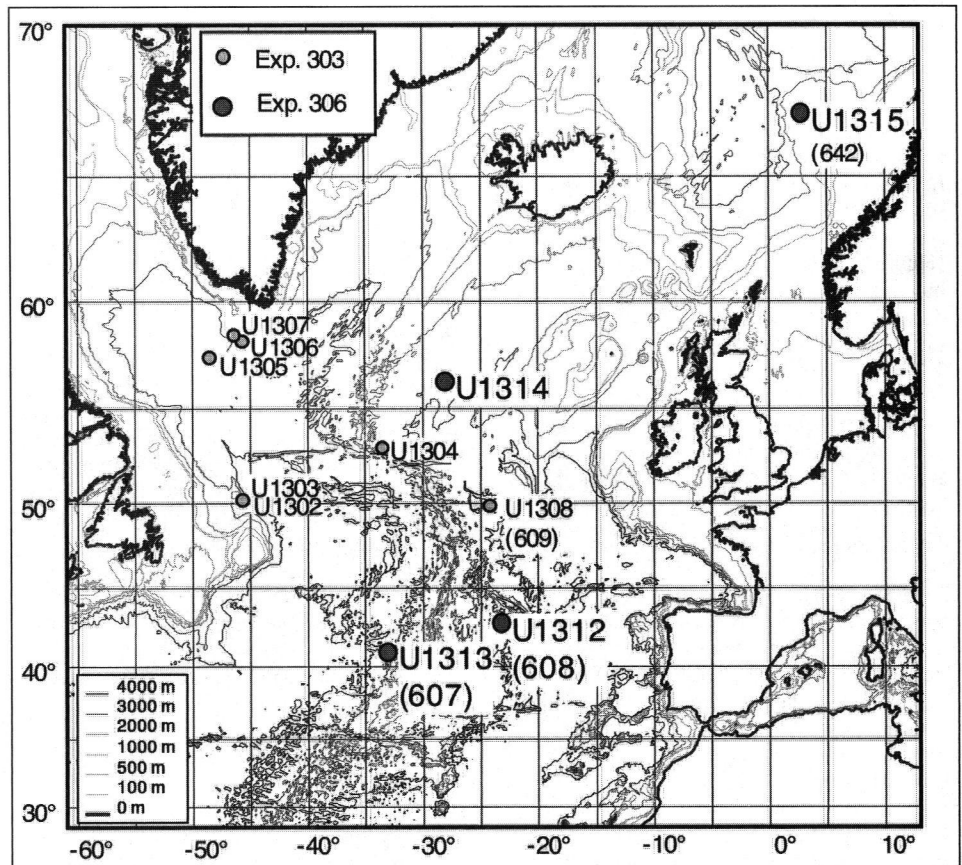 70°
Exp. 303
Exp. 306
U1315
(642)
60°
U1307
U1306
U1305
U1314
U1304
U1303
U1302
50°
U1308
(609)
U1312
(608)
U1313
(607)
40°
4000 m
3000 m
2000 m
1000 m
500 m
100 m
0 m
30°
-60° -50° -40° -30° -20° -10° 0° 10°